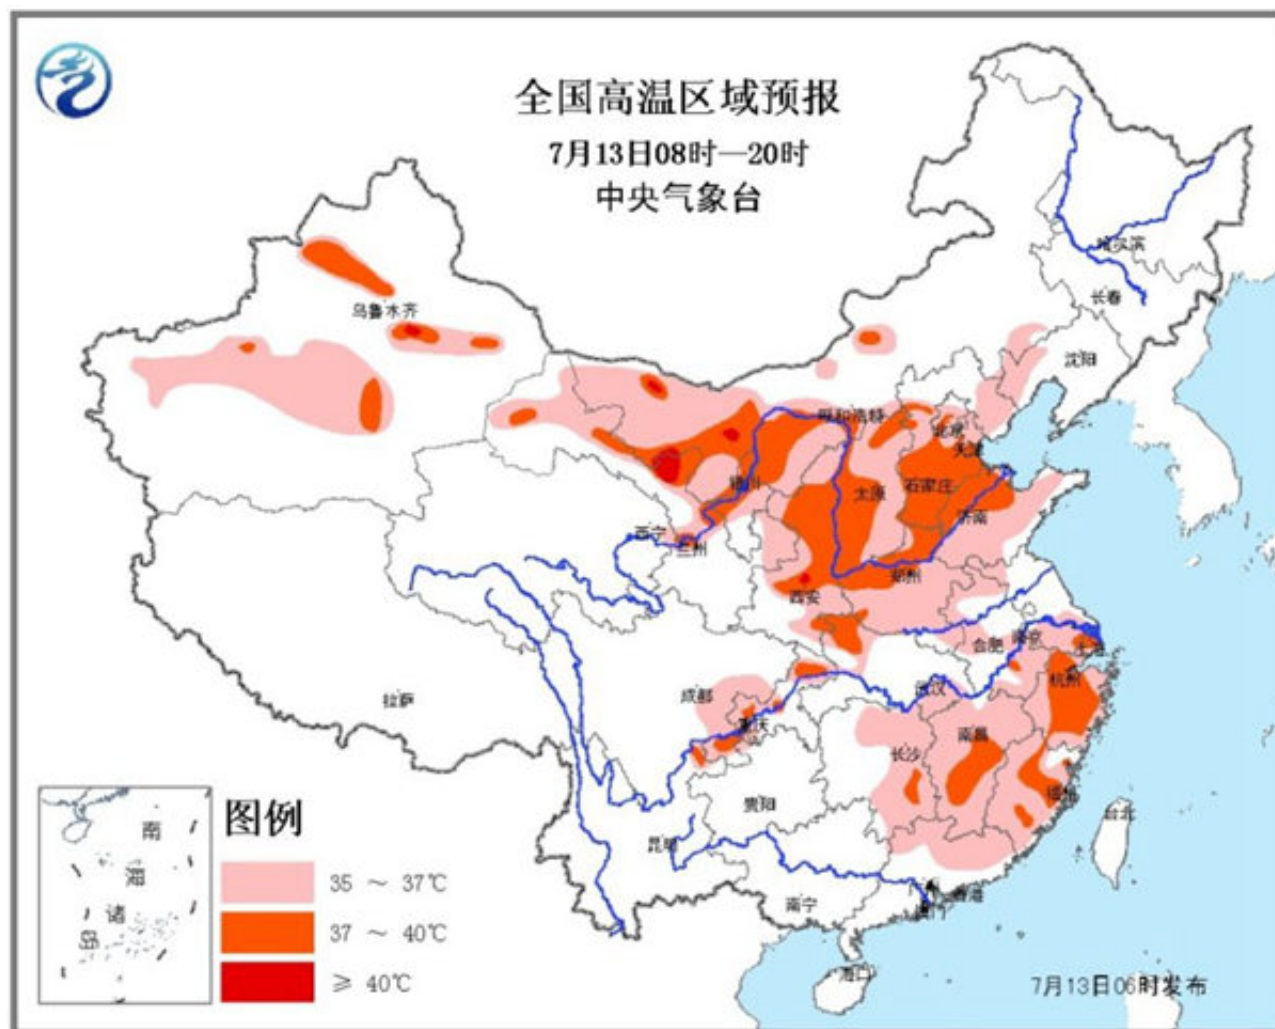 全国高温区域预报
7月13日08时—20时
中央气象台
哈尔滨
长春
乌鲁木齐
沈阳
呼和浩特
北京
天津
银川
太原
石家庄
济南
西宁
兰州
郑州
西安
合肥
南京
上海
成都
武汉
杭州
拉萨
重庆
长沙
南昌
贵阳
福州
台北
昆明
南宁
广州
香港
澳门
海口
南
海
诸
岛
图例
35 ～ 37℃
37 ～ 40℃
≥ 40℃
7月13日06时发布